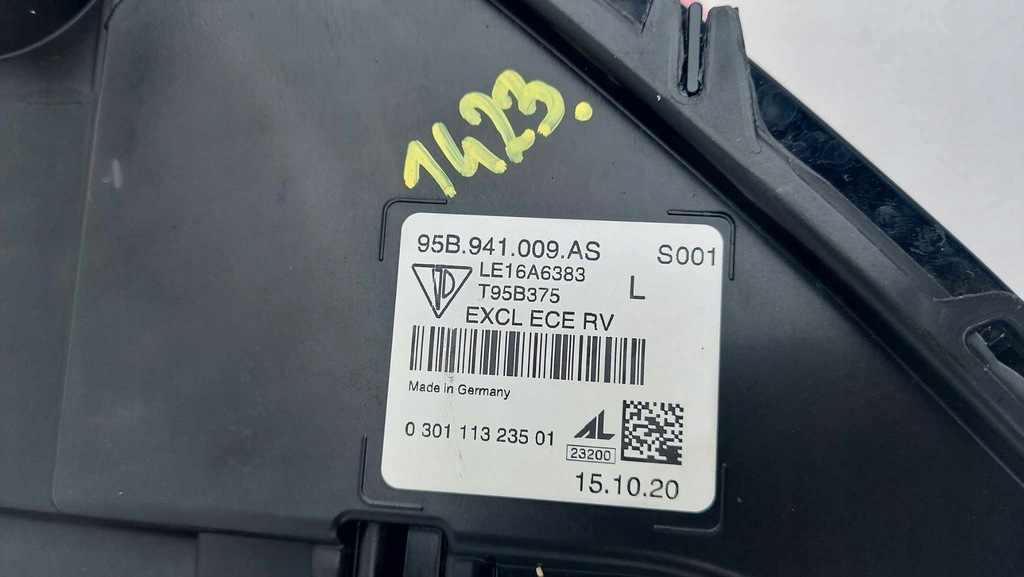 1423.
95B.941.009.AS S001
LE16A6383
T95B375 L
EXCL ECE RV
Made in Germany
0 301 113 235 01 AL
23200
15.10.20